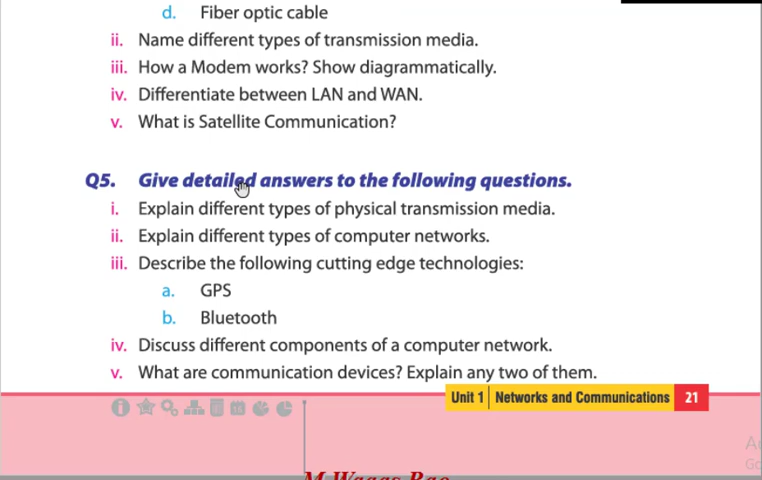 d. Fiber optic cable
ii. Name different types of transmission media.
iii. How a Modem works? Show diagrammatically.
iv. Differentiate between LAN and WAN.
v. What is Satellite Communication?
Q5. Give detailed answers to the following questions.
i. Explain different types of physical transmission media.
ii. Explain different types of computer networks.
iii. Describe the following cutting edge technologies:
a. GPS
b. Bluetooth
iv. Discuss different components of a computer network.
v. What are communication devices? Explain any two of them.
Unit 1 Networks and Communications 21